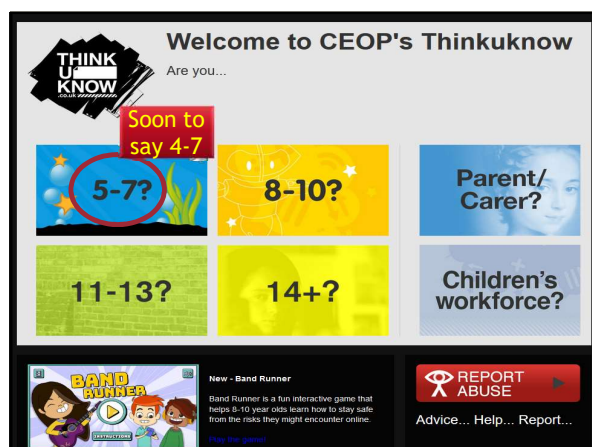 THINK
U
KNOW
.co.uk
Welcome to CEOP's Thinkuknow
Are you...
Soon to
say 4-7
5-7?
8-10?
Parent/
Carer?
11-13?
14+?
Children's
workforce?
BAND
RUNNER
INSTRUCTIONS
New - Band Runner
Band Runner is a fun interactive game that
helps 8-10 year olds learn how to stay safe
from the risks they might encounter online.
Play the game!
REPORT
ABUSE
Advice... Help... Report...